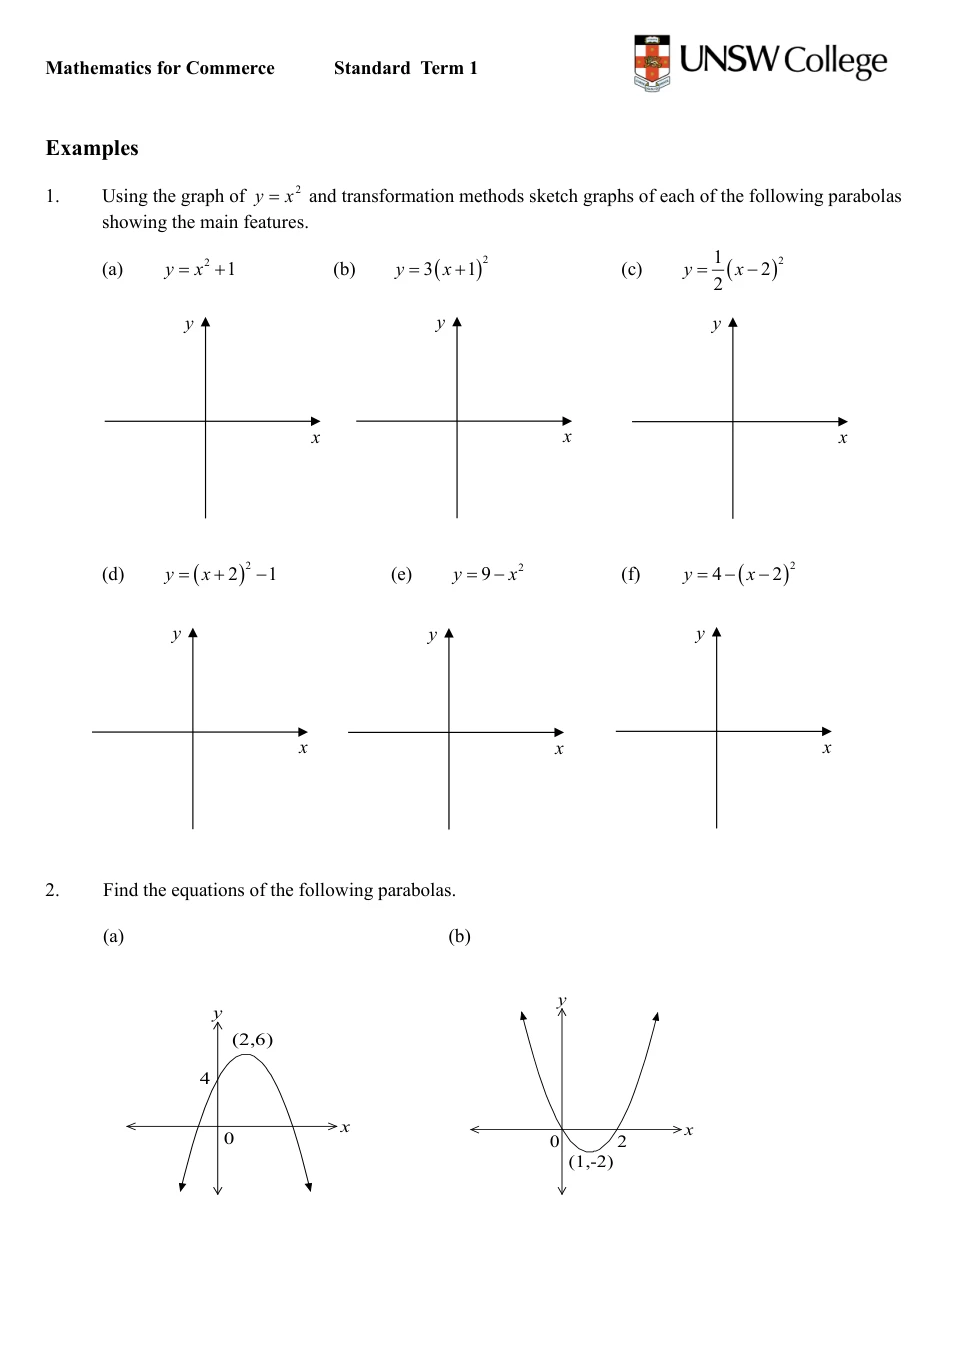 UNSW College
Mathematics for Commerce Standard Term 1
Examples
1. Using the graph of y = x² and transformation methods sketch graphs of each of the following parabolas
showing the main features.
(a) y = x² + 1 (b) y = 3(x + 1)² (c) y = 1/2 (x − 2)²
y y y
x x x
(d) y = (x + 2)² − 1 (e) y = 9 − x² (f) y = 4 − (x − 2)²
y y y
x x x
2. Find the equations of the following parabolas.
(a) (b)
y
(2,6)
4
x
0
y
x
0 2
(1,-2)